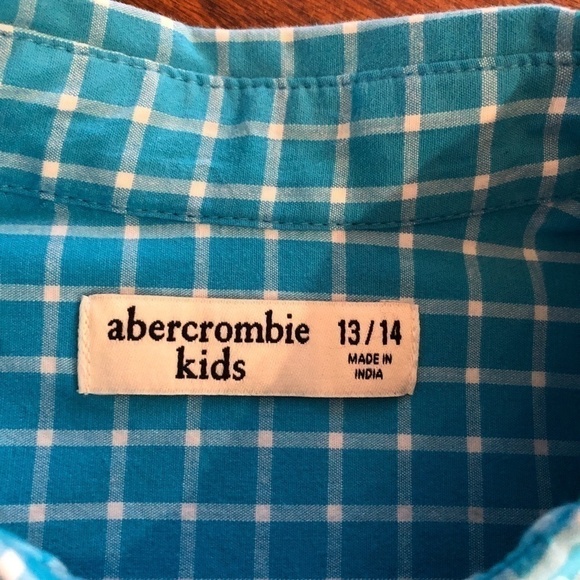 abercrombie
kids
13/14
MADE IN
INDIA